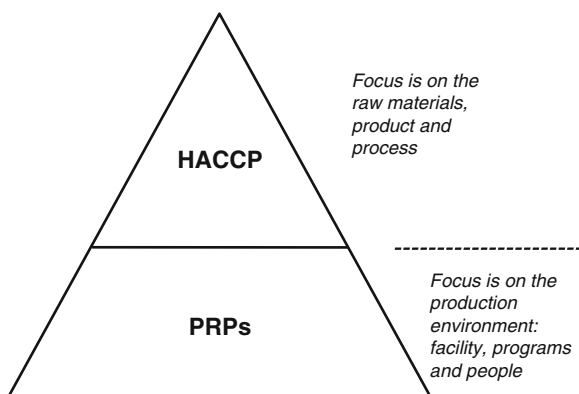 Focus is on the
raw materials,
product and
process
HACCP
Focus is on the
production
environment:
facility, programs
and people
PRPs